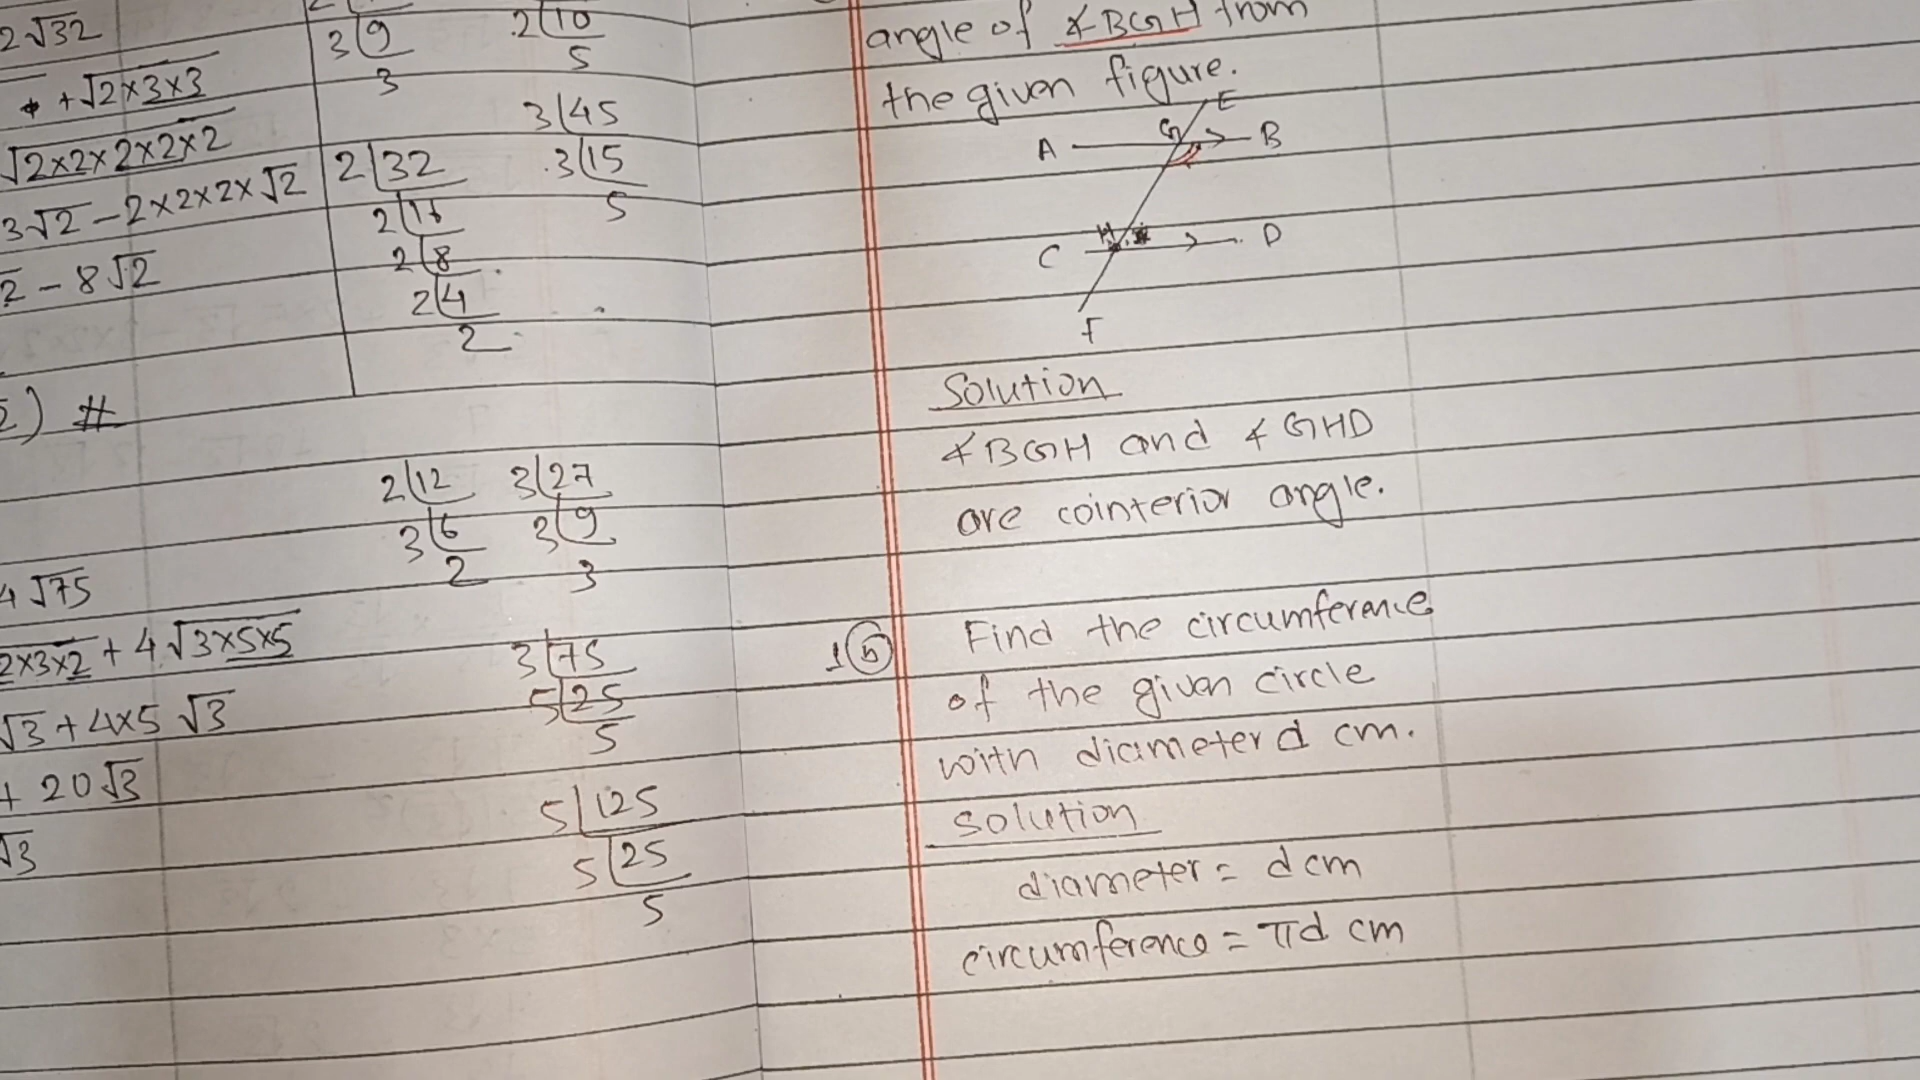 2√32
+√2×3×3
√2×2×2×2×2
3√2-2×2×2×√2
-8√2
2) #
4√75
2×3×2+4√3×5×5
√3+4×5√3
+20√3
√3
3|9
3
2|10
5
3|45
3|15
5
2|32
2|16
2|8
2|4
2
2|12
3|6
2
3|27
3|9
3
3|75
5|25
5
5|125
5|25
5
angle of ∡BGH from
the given figure.
E
A G B
C H D
F
Solution
∡BGH and ∡GHD
are cointerior angle.
1(b) Find the circumference
of the given circle
with diameter d cm.
solution
diameter = d cm
circumference = πd cm